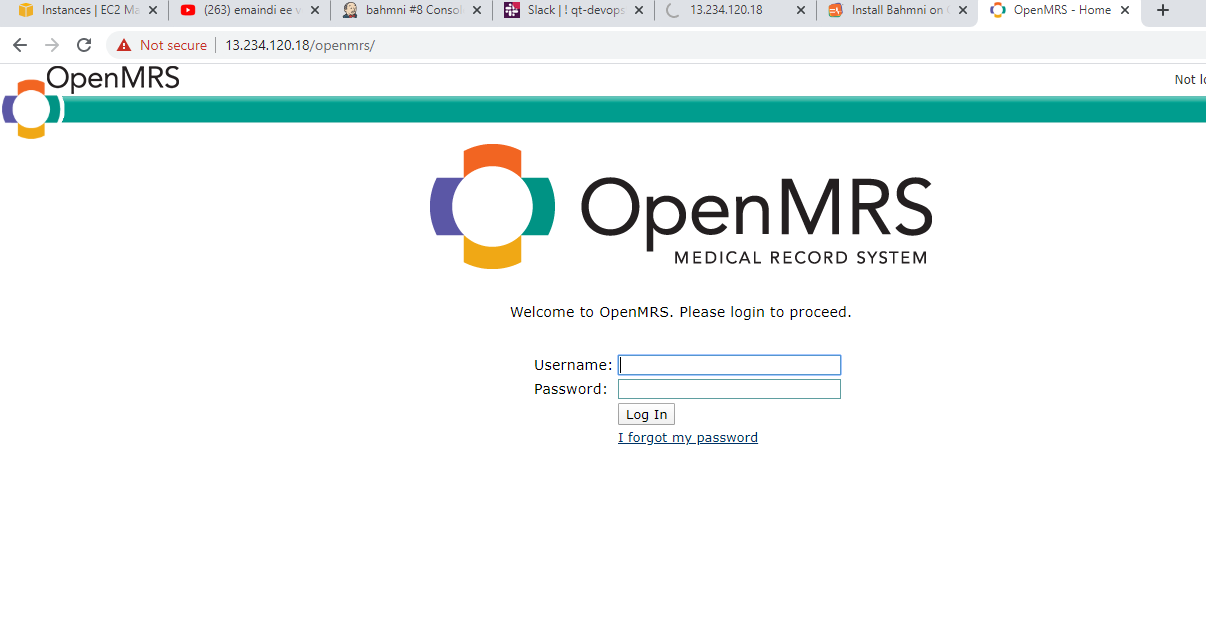 Instances | EC2 Ma
(263) emaindi ee v
bahmni #8 Consol
Slack | ! qt-devops
13.234.120.18
Install Bahmni on
OpenMRS - Home
Not secure
13.234.120.18/openmrs/
OpenMRS
Not lo
OpenMRS
MEDICAL RECORD SYSTEM
Welcome to OpenMRS. Please login to proceed.
Username:
Password:
Log In
I forgot my password